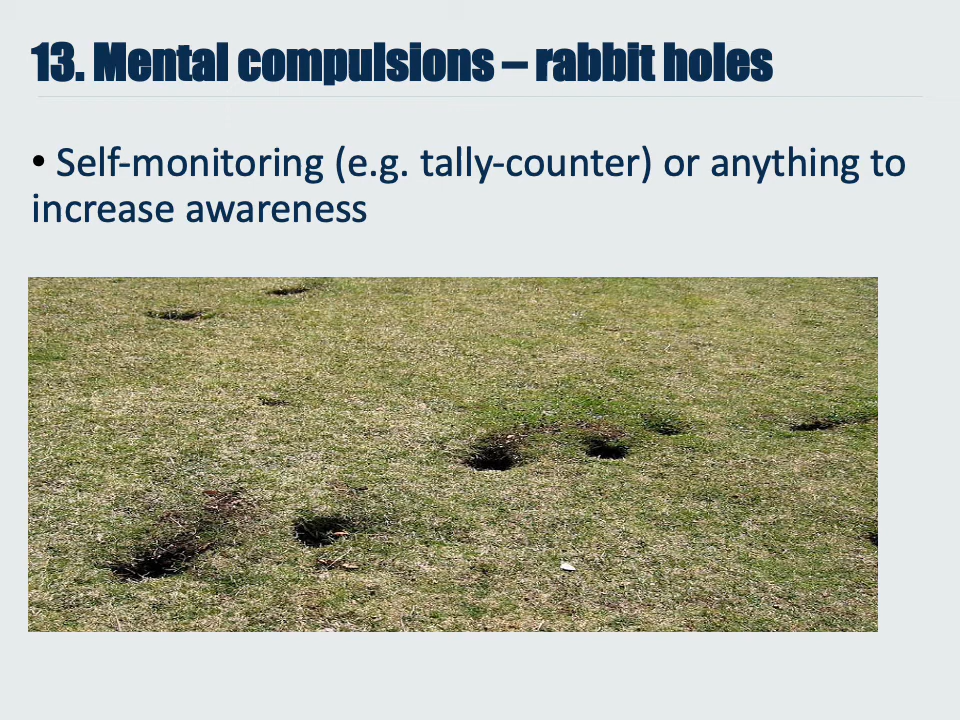 13. Mental compulsions – rabbit holes
• Self-monitoring (e.g. tally-counter) or anything to
increase awareness